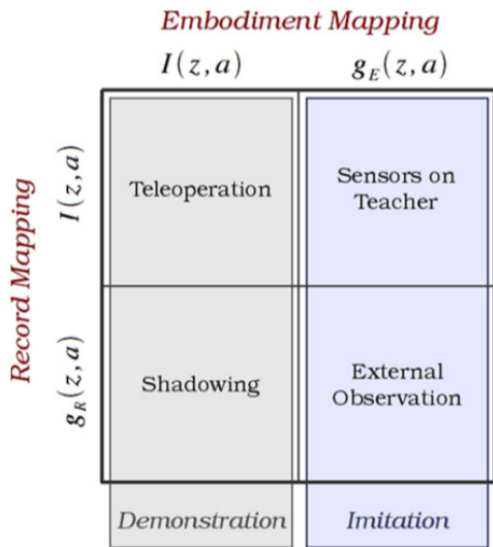 Embodiment Mapping
I(z,a) g_E(z,a)
Record Mapping
I(z,a)
Teleoperation
Sensors on
Teacher
g_R(z,a)
Shadowing
External
Observation
Demonstration Imitation